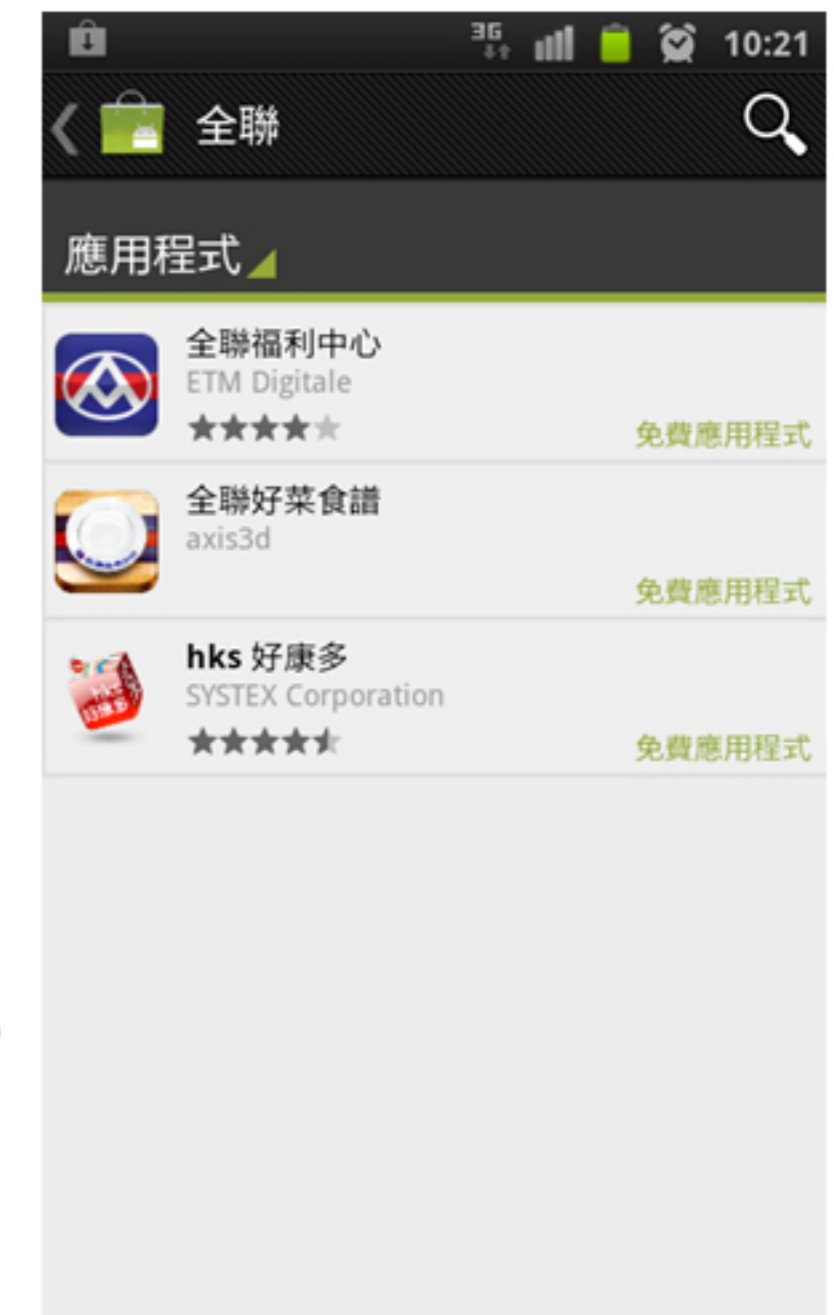 3G 10:21
全聯
應用程式
全聯福利中心
ETM Digitale
免費應用程式
全聯好菜食譜
axis3d
免費應用程式
hks 好康多
SYSTEX Corporation
免費應用程式
hks